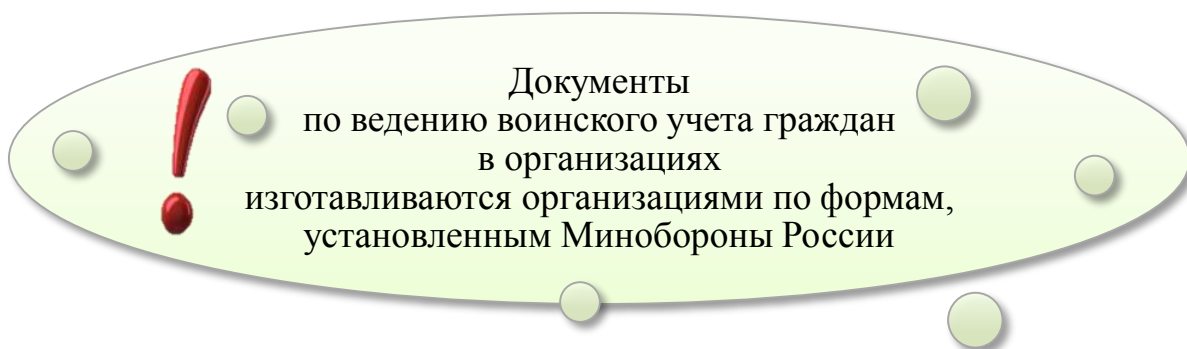 Документы
по ведению воинского учета граждан
в организациях
изготавливаются организациями по формам,
установленным Минобороны России